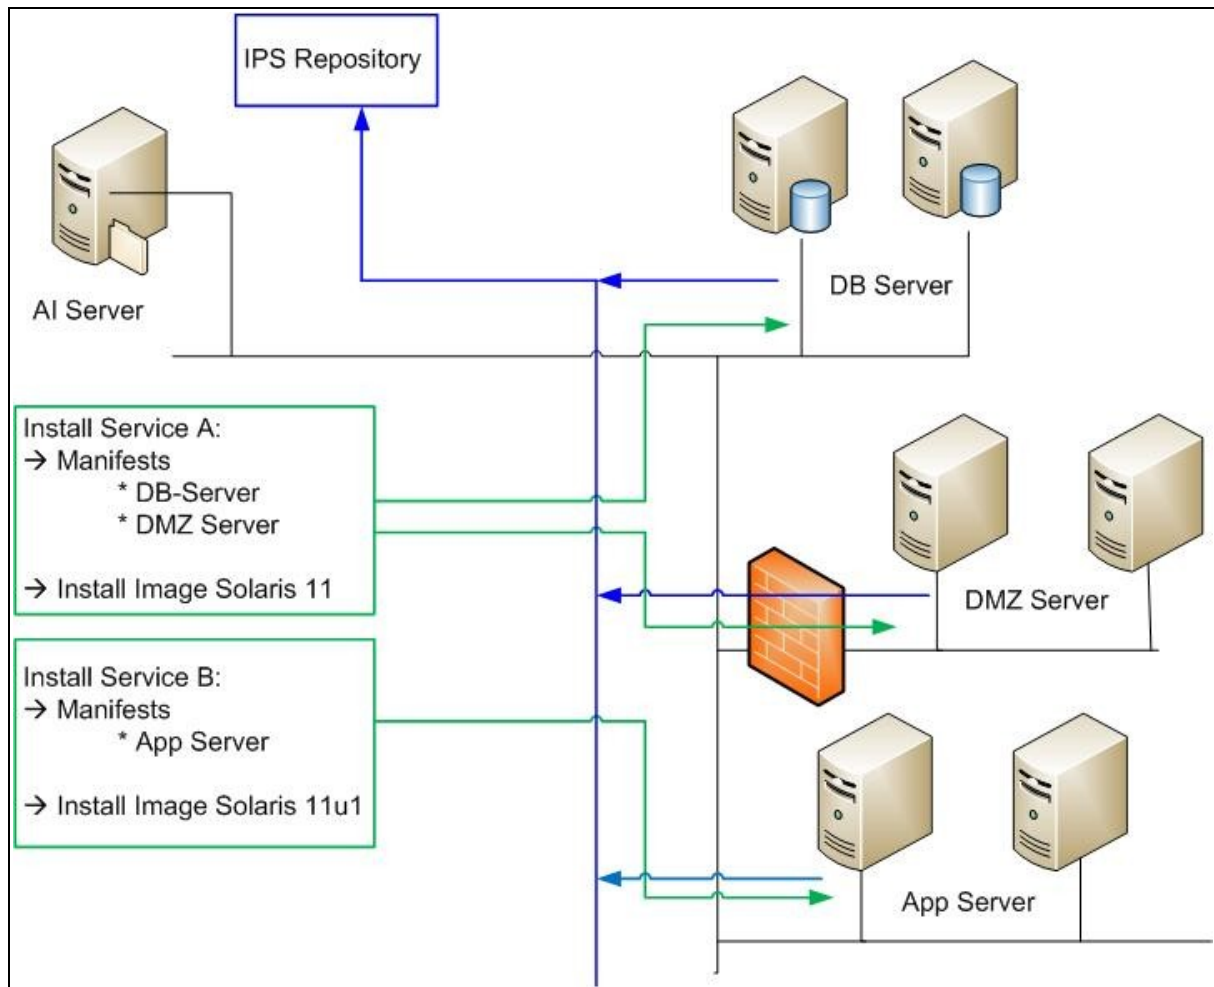 IPS Repository
AI Server
DB Server
Install Service A:
→ Manifests
* DB-Server
* DMZ Server
→ Install Image Solaris 11
DMZ Server
Install Service B:
→ Manifests
* App Server
→ Install Image Solaris 11u1
App Server